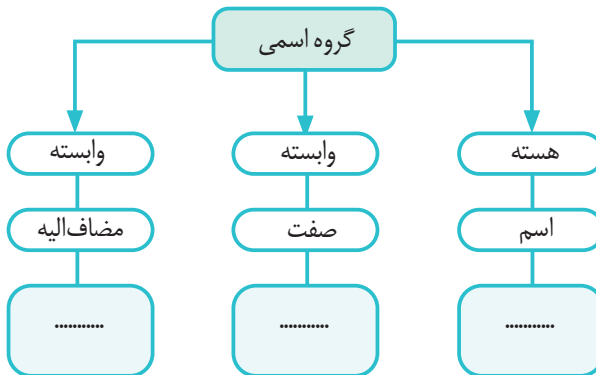 گروه اسمی
هسته
وابسته
وابسته
اسم
صفت
مضاف‌الیه
...........
...........
...........